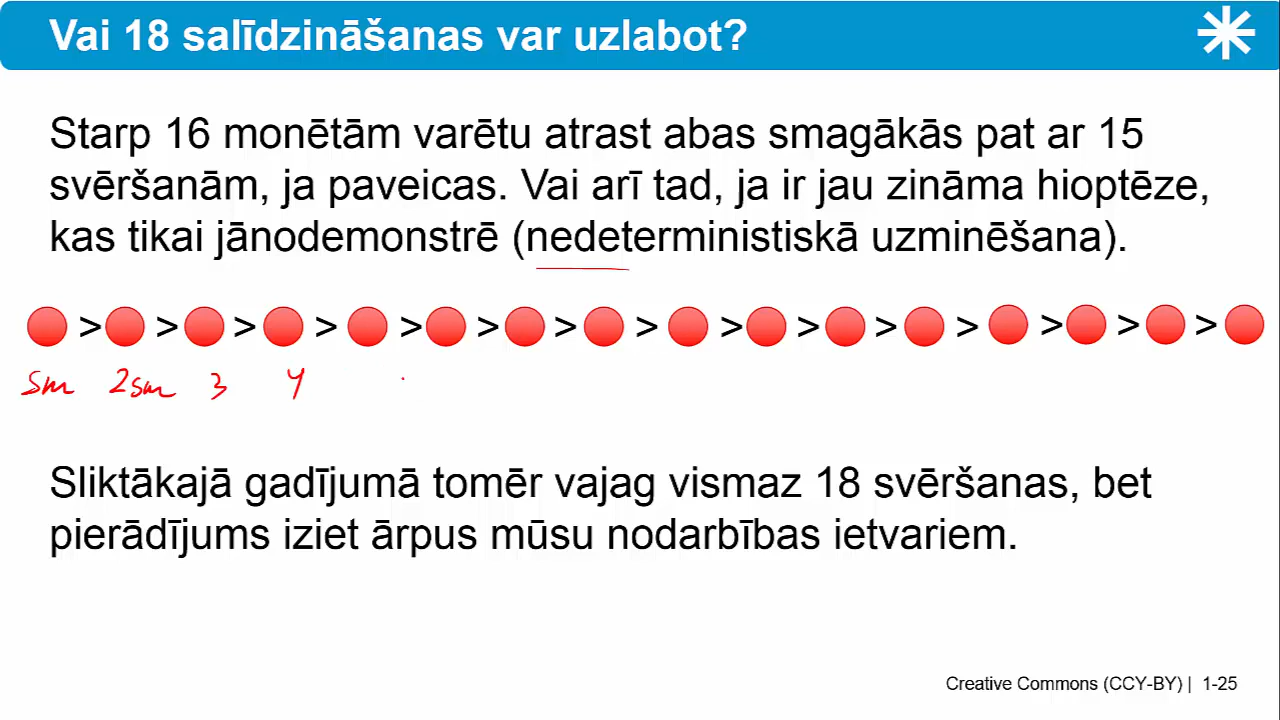 Vai 18 salīdzināšanas var uzlabot?
Starp 16 monētām varētu atrast abas smagākās pat ar 15
svēršanām, ja paveicas. Vai arī tad, ja ir jau zināma hioptēze,
kas tikai jānodemonstrē (nedeterministiskā uzminēšana).
> > > > > > > > > > > > > > >
Sm 2sm 3 4
Sliktākajā gadījumā tomēr vajag vismaz 18 svēršanas, bet
pierādījums iziet ārpus mūsu nodarbības ietvariem.
Creative Commons (CCY-BY) | 1-25